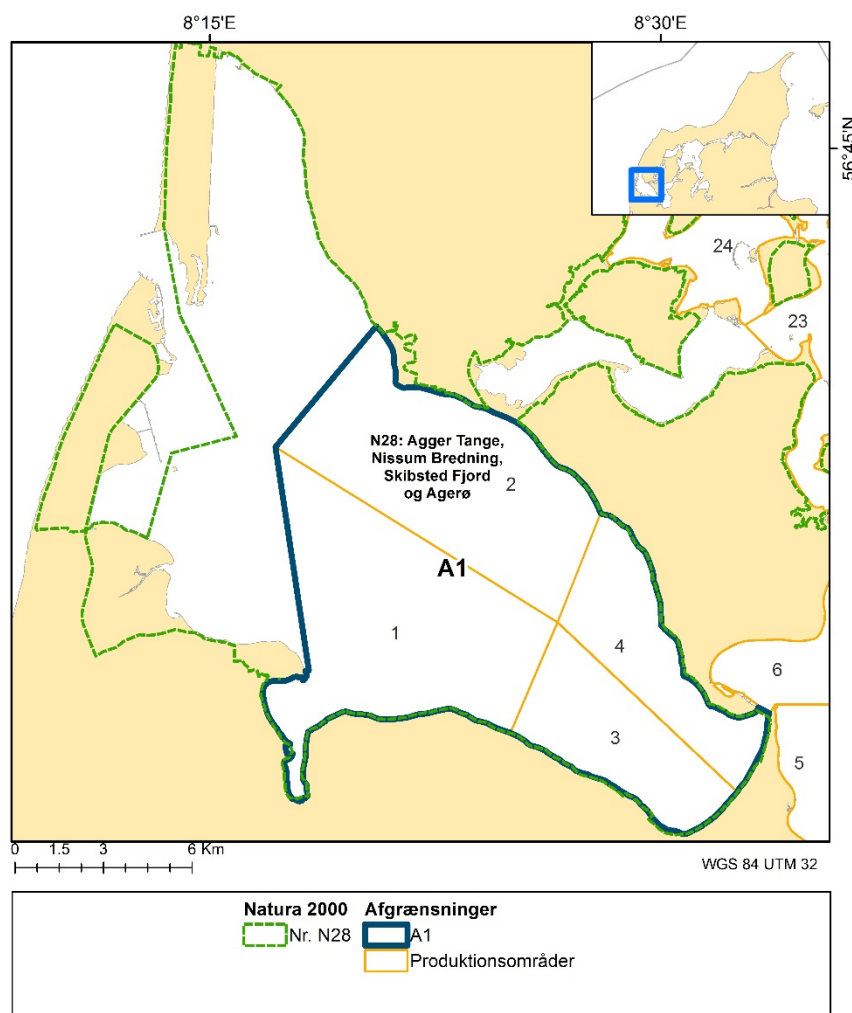 8°15'E
8°30'E
56°45'N
24
23
N28: Agger Tange,
Nissum Bredning,
Skibsted Fjord
og Agerø
2
A1
1
4
6
3
5
0 1.5 3 6 Km
WGS 84 UTM 32
Natura 2000 Afgrænsninger
Nr. N28 A1
Produktionsområder